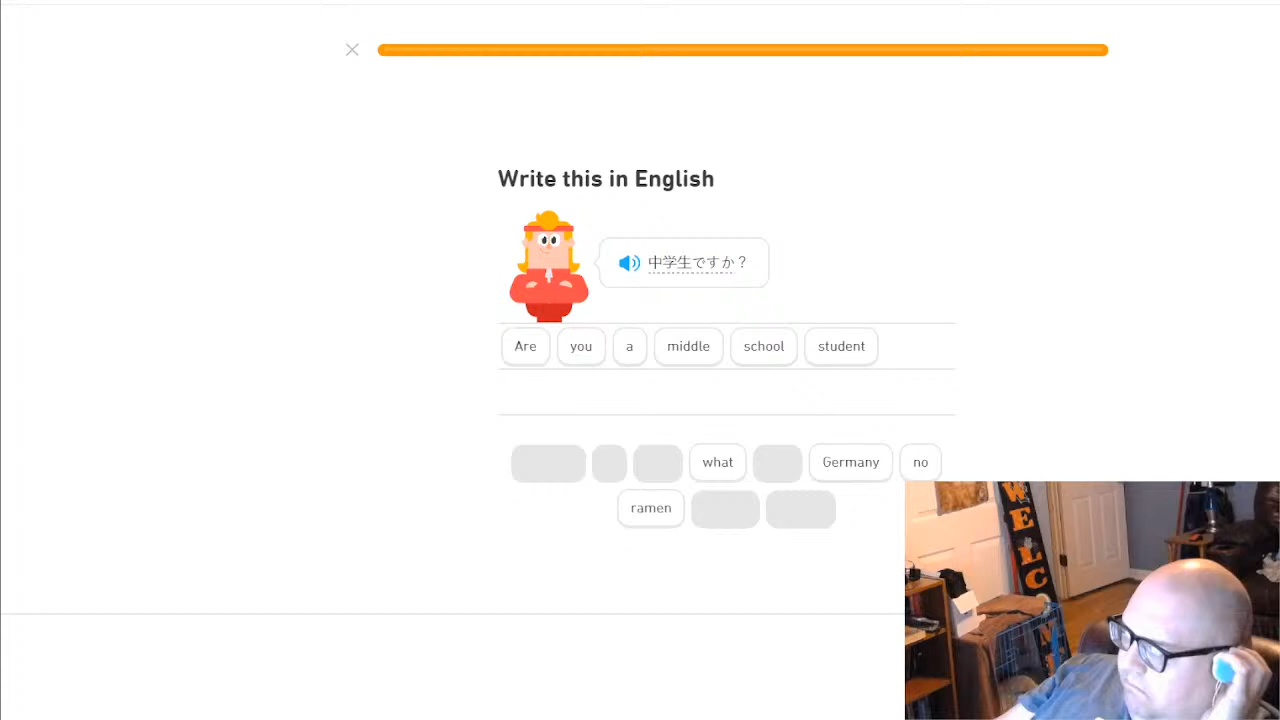 Write this in English
中学生ですか？
Are you a middle school student
what Germany no
ramen
WELC